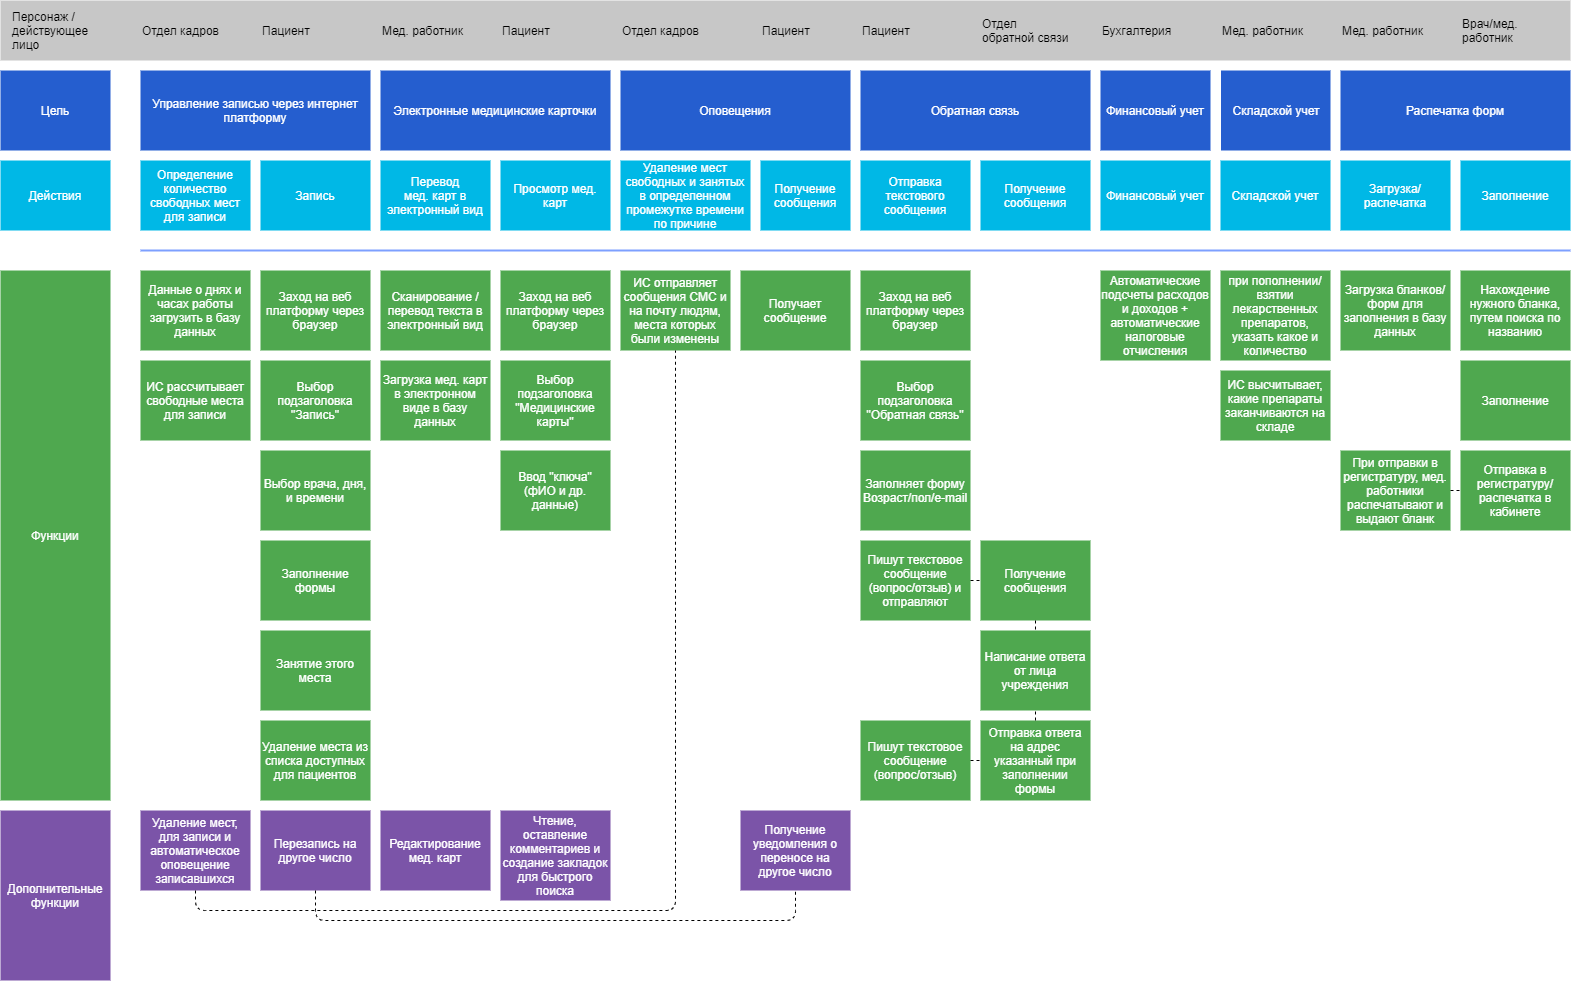 Персонаж /
действующее
лицо
Отдел кадров
Пациент
Мед. работник
Пациент
Отдел кадров
Пациент
Пациент
Отдел
обратной связи
Бухгалтерия
Мед. работник
Мед. работник
Врач/мед.
работник
Цель
Управление записью через интернет
платформу
Электронные медицинские карточки
Оповещения
Обратная связь
Финансовый учет
Складской учет
Распечатка форм
Действия
Определение
количество
свободных мест
для записи
Запись
Перевод
мед. карт в
электронный вид
Просмотр мед.
карт
Удаление мест
свободных и занятых
в определенном
промежутке времени
по причине
Получение
сообщения
Отправка
текстового
сообщения
Получение
сообщения
Финансовый учет
Складской учет
Загрузка/
распечатка
Заполнение
Функции
Данные о днях и
часах работы
загрузить в базу
данных
Заход на веб
платформу через
браузер
Сканирование /
перевод текста в
электронный вид
Заход на веб
платформу через
браузер
ИС отправляет
сообщения СМС и
на почту людям,
места которых
были изменены
Получает
сообщение
Заход на веб
платформу через
браузер
Автоматические
подсчеты расходов
и доходов +
автоматические
налоговые
отчисления
при пополнении/
взятии
лекарственных
препаратов,
указать какое и
количество
Загрузка бланков/
форм для
заполнения в базу
данных
Нахождение
нужного бланка,
путем поиска по
названию
ИС рассчитывает
свободные места
для записи
Выбор
подзаголовка
"Запись"
Загрузка мед. карт
в электронном
виде в базу
данных
Выбор
подзаголовка
"Медицинские
карты"
Выбор
подзаголовка
"Обратная связь"
ИС высчитывает,
какие препараты
заканчиваются на
складе
Заполнение
Выбор врача, дня,
и времени
Ввод "ключа"
(фИО и др.
данные)
Заполняет форму
Возраст/пол/e-mail
При отправки в
регистратуру, мед.
работники
распечатывают и
выдают бланк
Отправка в
регистратуру/
распечатка в
кабинете
Заполнение
формы
Пишут текстовое
сообщение
(вопрос/отзыв) и
отправляют
Получение
сообщения
Занятие этого
места
Написание ответа
от лица
учреждения
Удаление места из
списка доступных
для пациентов
Пишут текстовое
сообщение
(вопрос/отзыв)
Отправка ответа
на адрес
указанный при
заполнении
формы
Дополнительные
функции
Удаление мест,
для записи и
автоматическое
оповещение
записавшихся
Перезапись на
другое число
Редактирование
мед. карт
Чтение,
оставление
комментариев и
создание закладок
для быстрого
поиска
Получение
уведомления о
переносе на
другое число